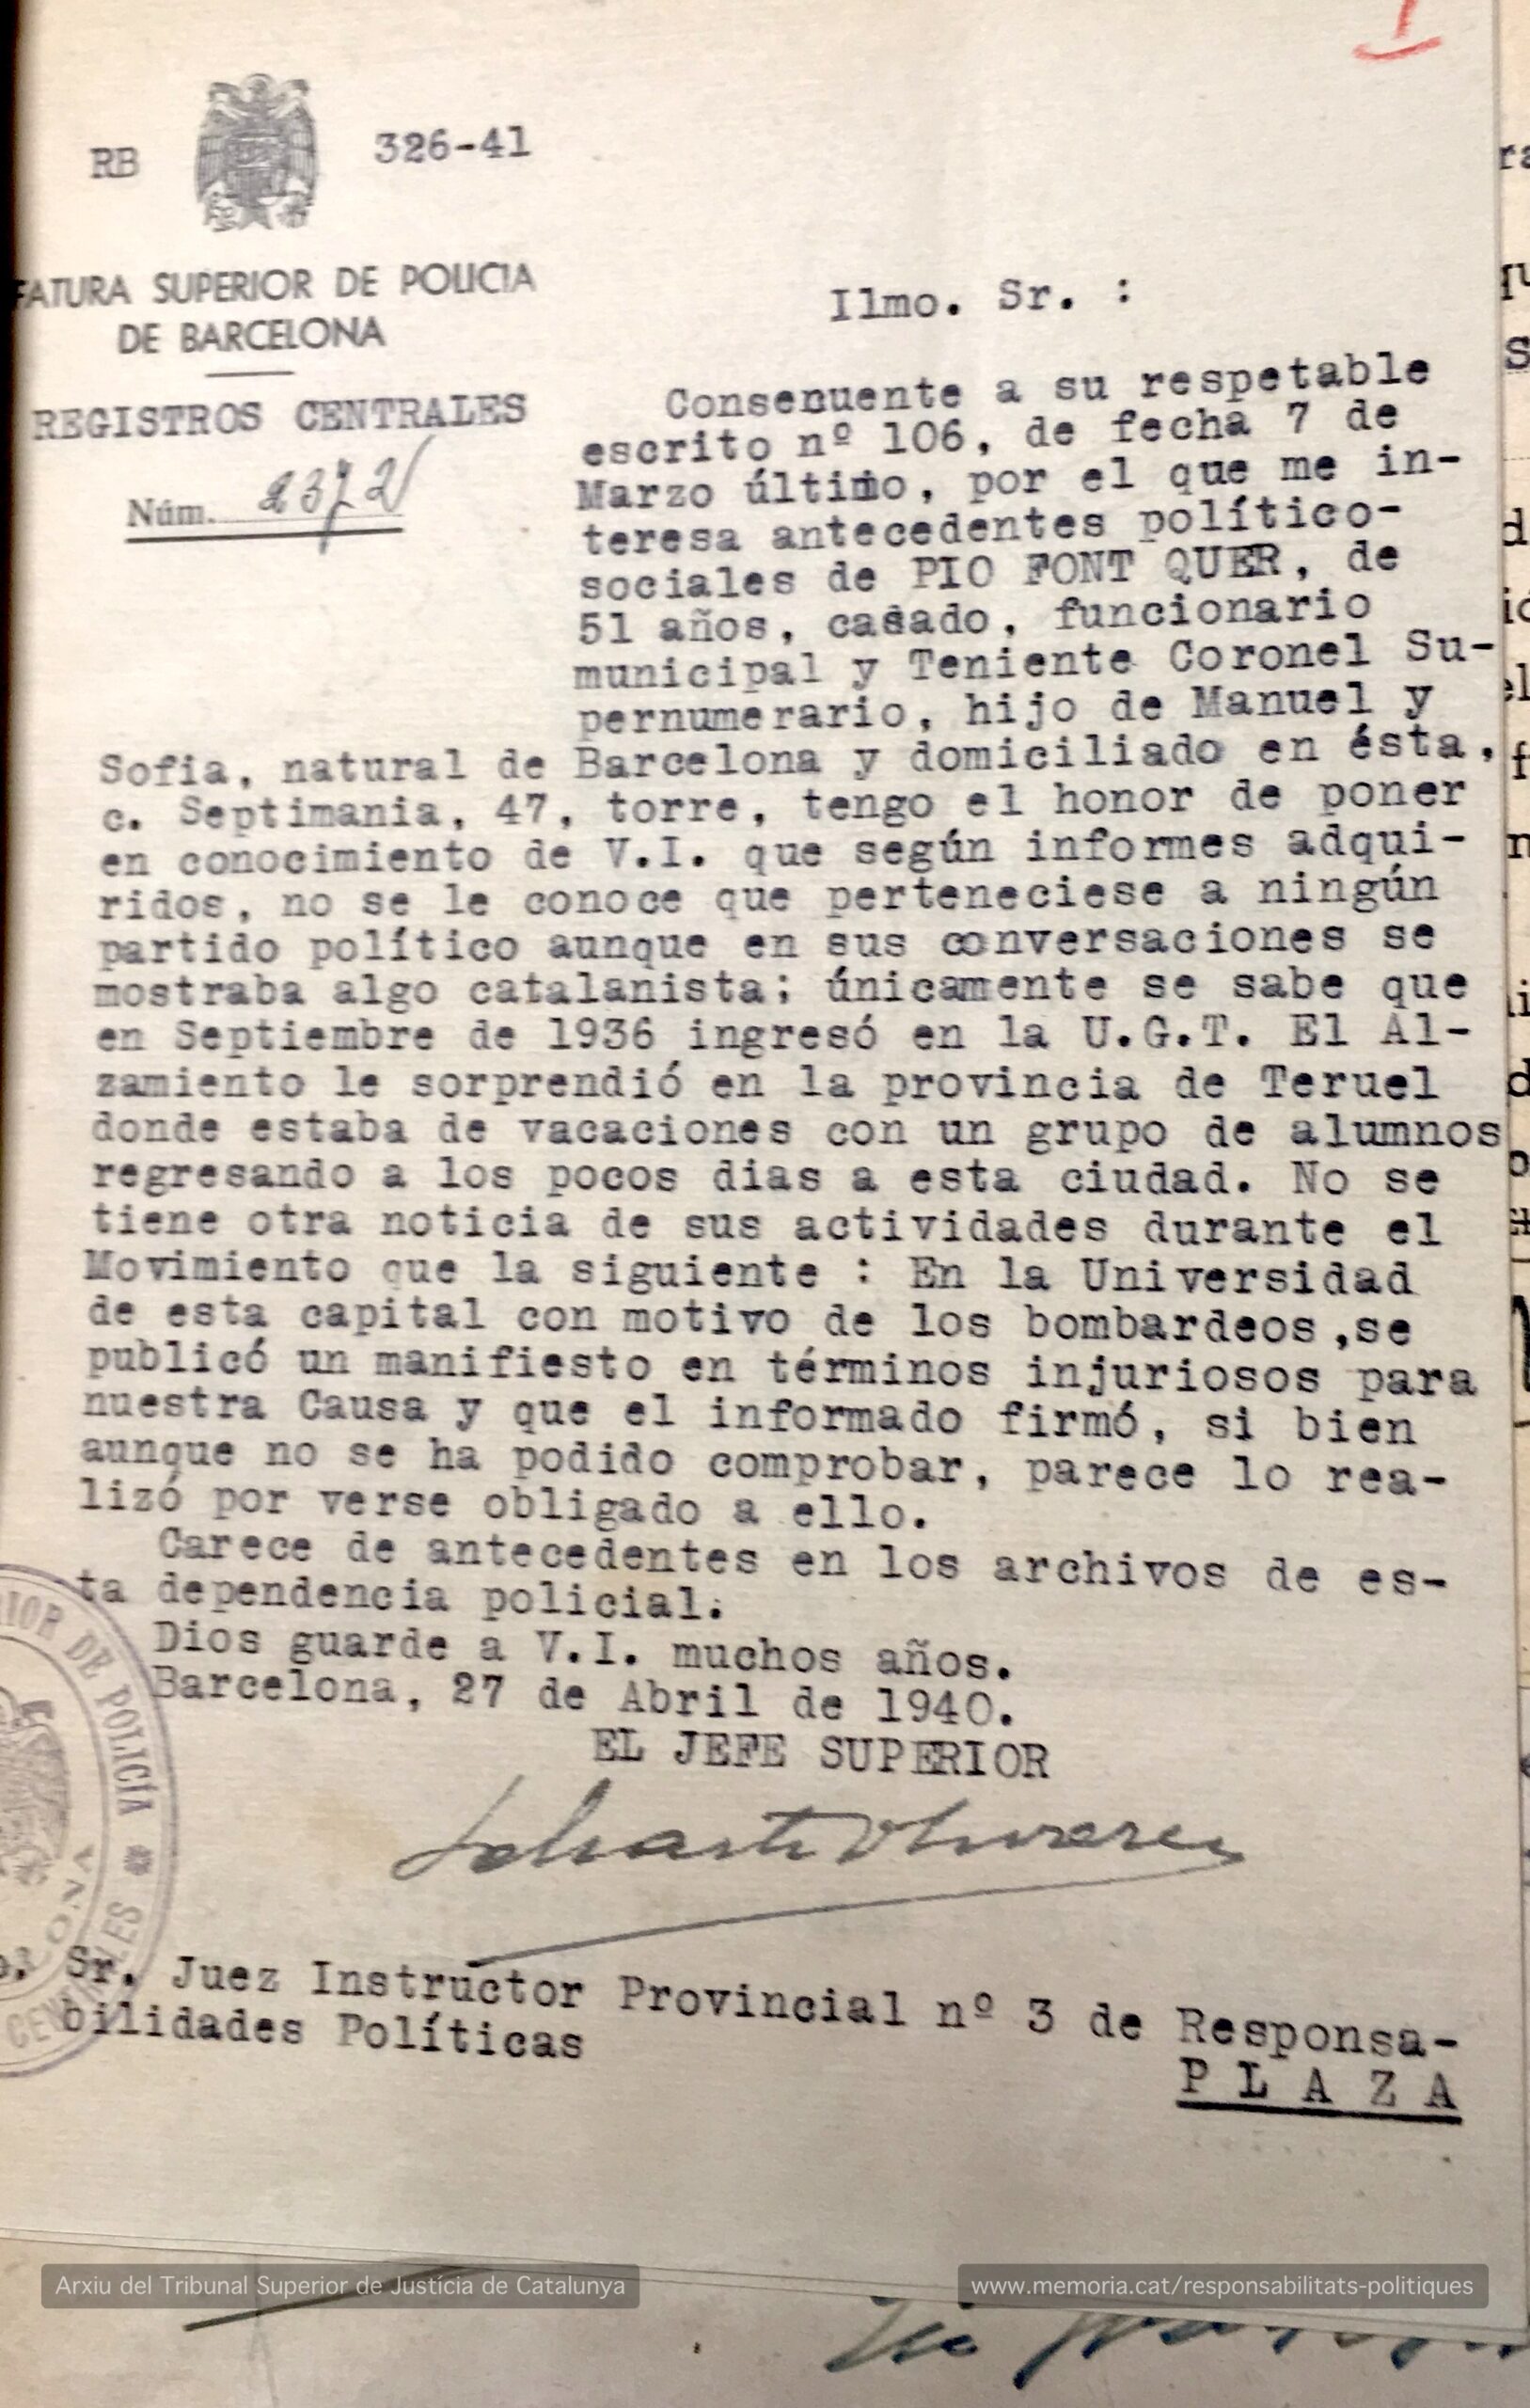 RB 326-41
FATURA SUPERIOR DE POLICIA
DE BARCELONA
REGISTROS CENTRALES
Núm. 2372
Ilmo. Sr. :
Consecuente a su respetable
escrito nº 106, de fecha 7 de
Marzo último, por el que me in-
teresa antecedentes político-
sociales de PIO FONT QUER, de
51 años, casado, funcionario
municipal y Teniente Coronel Su-
pernumerario, hijo de Manuel y
Sofia, natural de Barcelona y domiciliado en ésta,
c. Septimania, 47, torre, tengo el honor de poner
en conocimiento de V.I. que según informes adqui-
ridos, no se le conoce que perteneciese a ningún
partido político aunque en sus conversaciones se
mostraba algo catalanista; únicamente se sabe que
en Septiembre de 1936 ingresó en la U.G.T. El Al-
zamiento le sorprendió en la provincia de Teruel
donde estaba de vacaciones con un grupo de alumnos
regresando a los pocos dias a esta ciudad. No se
tiene otra noticia de sus actividades durante el
Movimiento que la siguiente : En la Universidad
de esta capital con motivo de los bombardeos ,se
publicó un manifiesto en términos injuriosos para
nuestra Causa y que el informado firmó, si bien
aunque no se ha podido comprobar, parece lo rea-
lizó por verse obligado a ello.
Carece de antecedentes en los archivos de es-
ta dependencia policial.
Dios guarde a V.I. muchos años.
Barcelona, 27 de Abril de 1940.
EL JEFE SUPERIOR
RIOR DE POLICÍA * CENTRALES
ONA
Sr. Juez Instructor Provincial nº 3 de Responsa-
bilidades Políticas
P L A Z A
Arxiu del Tribunal Superior de Justícia de Catalunya
www.memoria.cat/responsabilitats-politiques